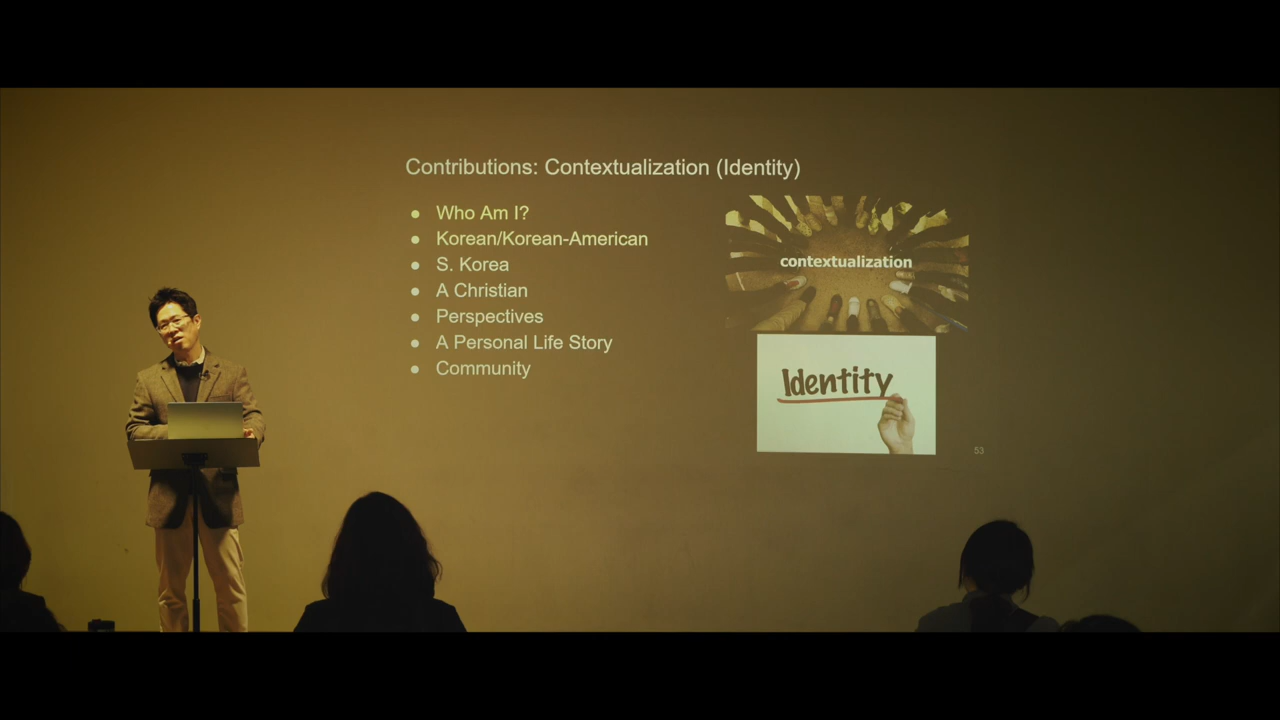 Contributions: Contextualization (Identity)
● Who Am I?
● Korean/Korean-American
● S. Korea
● A Christian
● Perspectives
● A Personal Life Story
● Community
contextualization
Identity
53